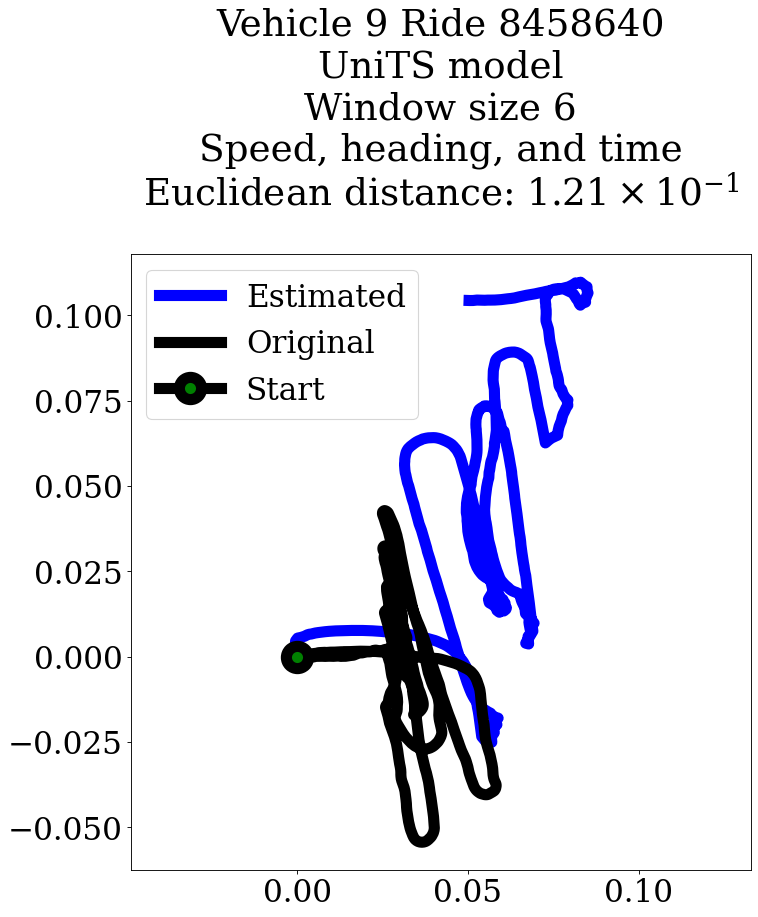 Vehicle 9 Ride 8458640
UniTS model
Window size 6
Speed, heading, and time
Euclidean distance: 1.21 × 10⁻¹
Estimated
Original
Start
0.100
0.075
0.050
0.025
0.000
−0.025
−0.050
0.00 0.05 0.10